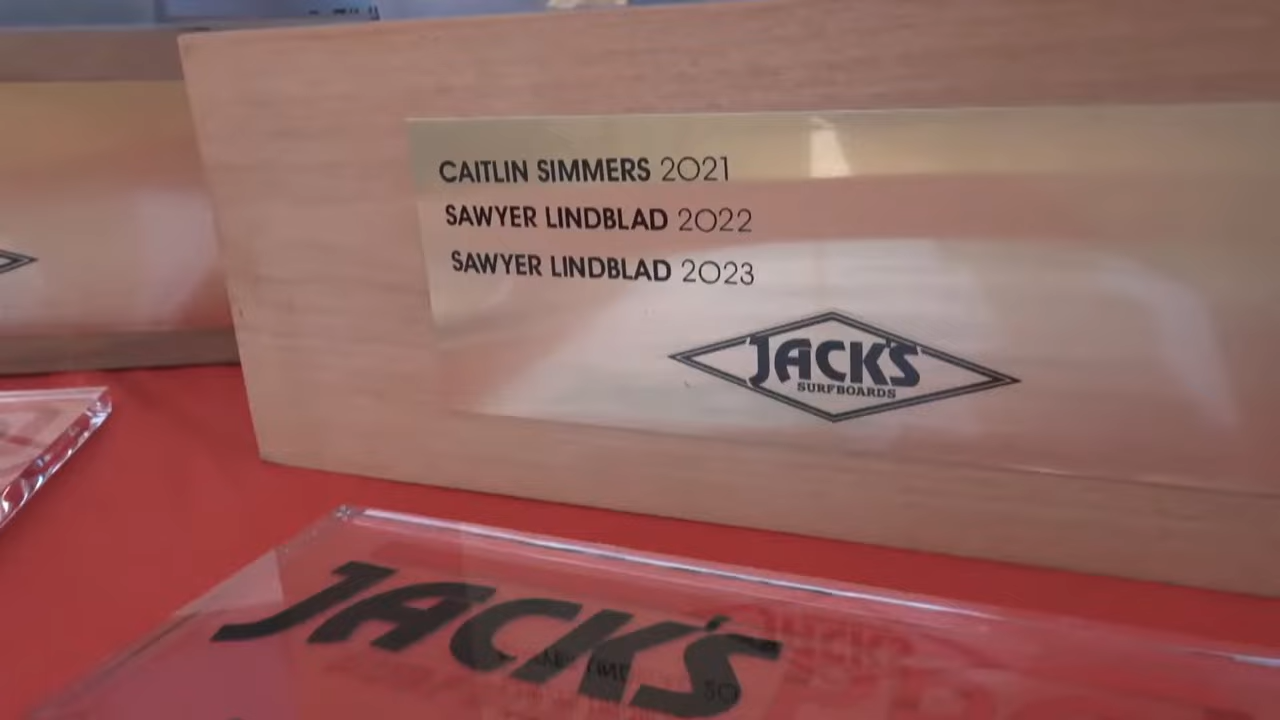 CAITLIN SIMMERS 2021
SAWYER LINDBLAD 2022
SAWYER LINDBLAD 2023
JACK'S
SURFBOARDS
JACK'S